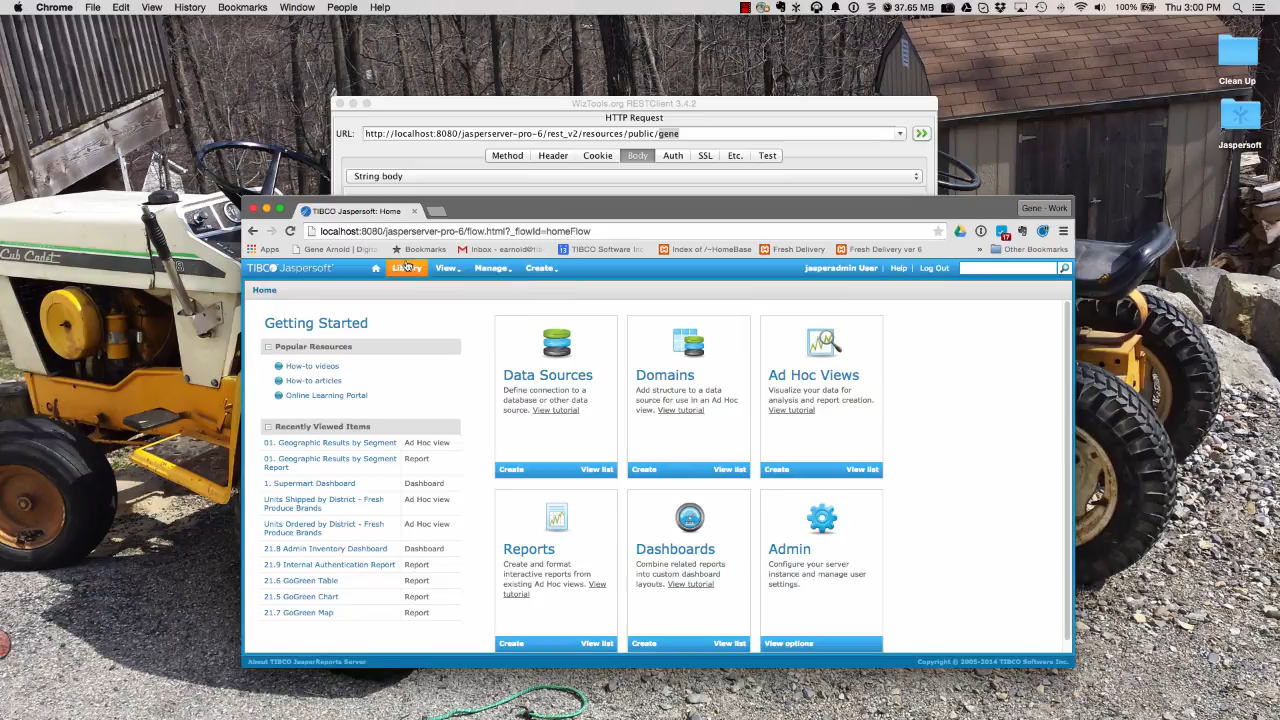 Chrome File Edit View History Bookmarks Window People Help 37.65 MB 100% Thu 3:00 PM
Clean Up
Jaspersoft
WizTools.org RESTClient 3.4.2
HTTP Request
URL: http://localhost:8080/jasperserver-pro-6/rest_v2/resources/public/gene
Method Header Cookie Body Auth SSL Etc. Test
String body
TIBCO Jaspersoft: Home
Gene - Work
localhost:8080/jasperserver-pro-6/flow.html?_flowId=homeFlow
Apps Gene Arnold | Digita Bookmarks Inbox - earnold@tib TIBCO Software Inc Index of /~HomeBase Fresh Delivery Fresh Delivery ver 6 » Other Bookmarks
TIBCO Jaspersoft Library View Manage Create jasperadmin User Help Log Out
Home
Getting Started
Popular Resources
How-to videos
How-to articles
Online Learning Portal
Recently Viewed Items
01. Geographic Results by Segment Ad Hoc view
01. Geographic Results by Segment Report
Report
1. Supermart Dashboard Dashboard
Units Shipped by District - Fresh Produce Brands
Ad Hoc view
Units Ordered by District - Fresh Produce Brands
Ad Hoc view
21.8 Admin Inventory Dashboard Dashboard
21.9 Internal Authentication Report Report
21.6 GoGreen Table Report
21.5 GoGreen Chart Report
21.7 GoGreen Map Report
Data Sources
Define connection to a
database or other data
source. View tutorial
Create View list
Domains
Add structure to a data
source for use in an Ad Hoc
view. View tutorial
Create View list
Ad Hoc Views
Visualize your data for
analysis and report creation.
View tutorial
Create View list
Reports
Create and format
interactive reports from
existing Ad Hoc views. View
tutorial
Create View list
Dashboards
Combine related reports
into custom dashboard
layouts. View tutorial
Create View list
Admin
Configure your server
instance and manage user
settings.
View options
About TIBCO JasperReports Server Copyright © 2005-2014 TIBCO Software Inc.